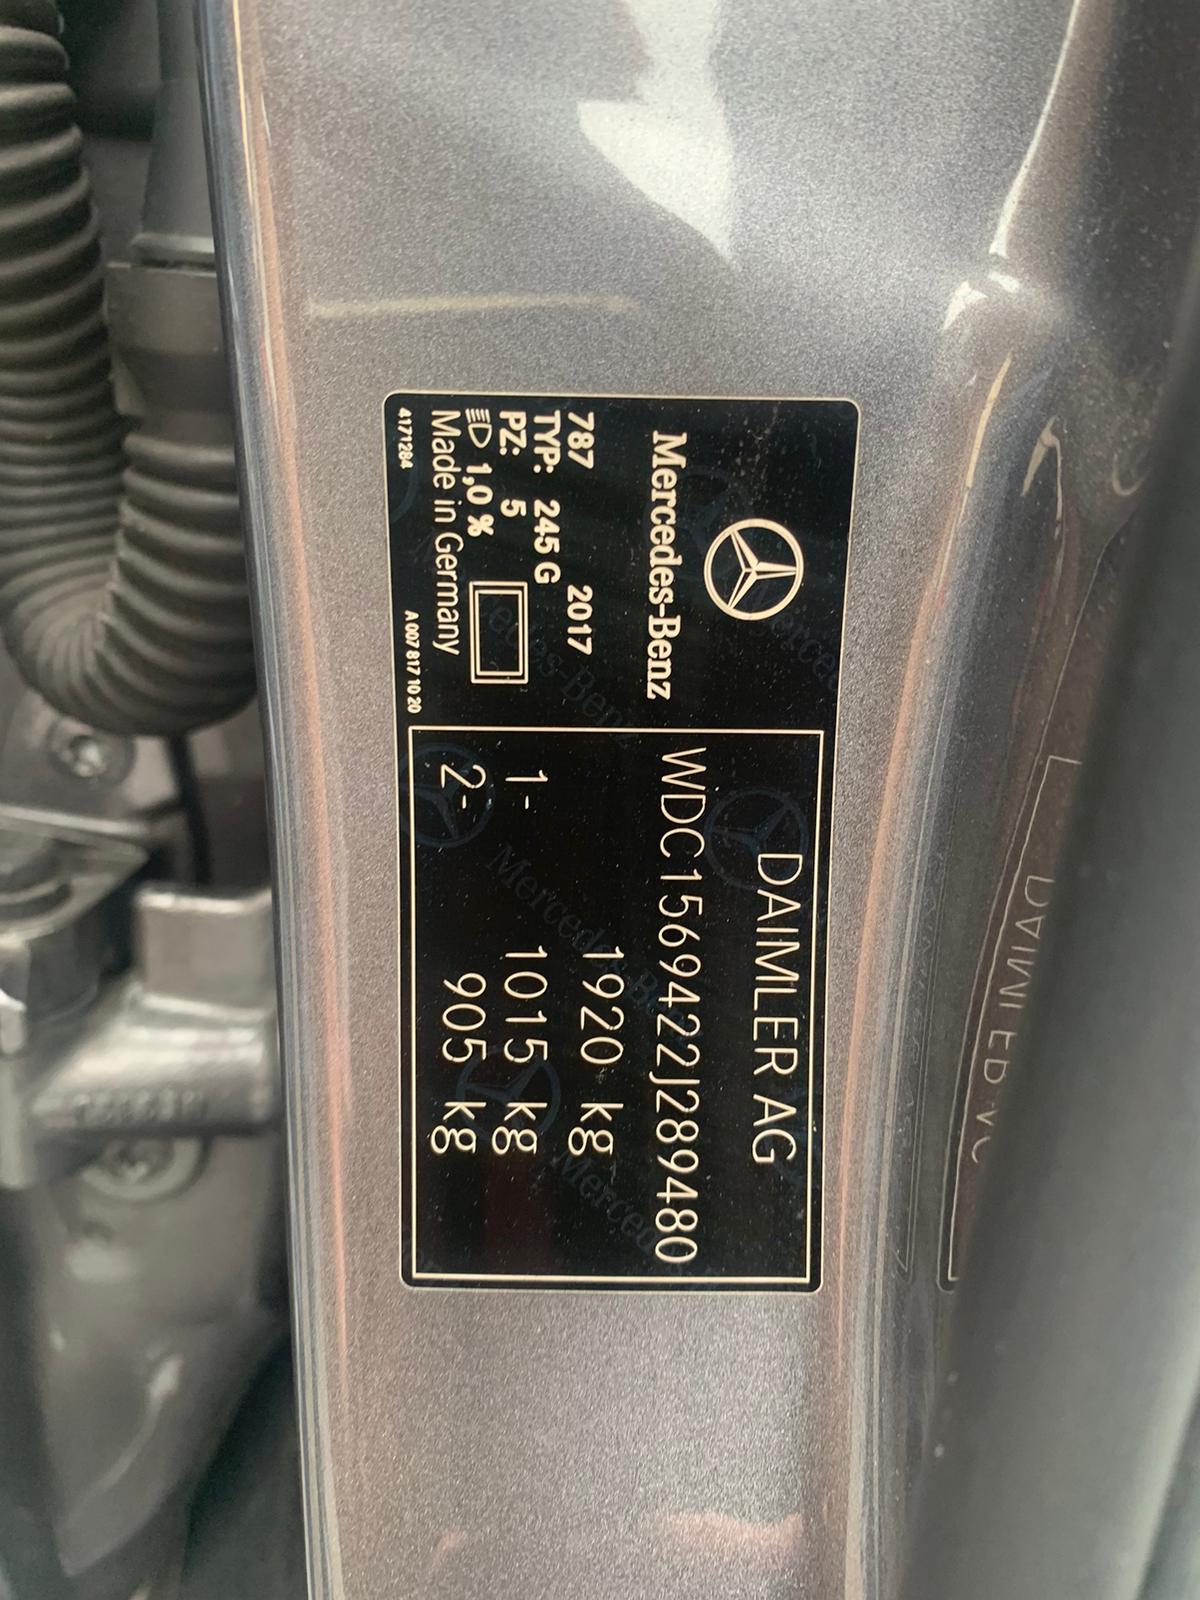 Mercedes-Benz
787 2017
TYP: 245 G
PZ: 5
1,0 %
Made in Germany
4171284 A 007 817 10 20
DAIMLER AG
WDC1569422J289480
1920 kg
1- 1015 kg
2- 905 kg